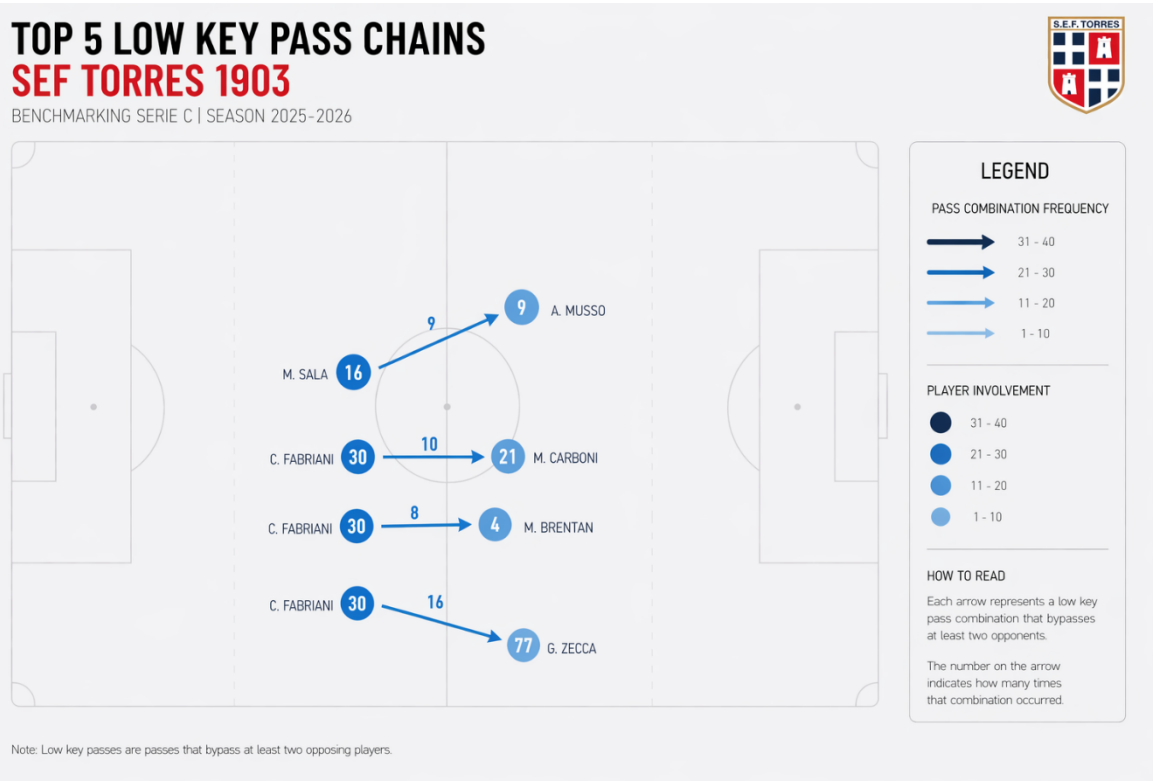 TOP 5 LOW KEY PASS CHAINS
SEF TORRES 1903
BENCHMARKING SERIE C | SEASON 2025-2026
S.E.F. TORRES
9
9
A. MUSSO
M. SALA
16
C. FABRIANI
30
10
21
M. CARBONI
C. FABRIANI
30
8
4
M. BRENTAN
C. FABRIANI
30
16
77
G. ZECCA
LEGEND
PASS COMBINATION FREQUENCY
31 - 40
21 - 30
11 - 20
1 - 10
PLAYER INVOLVEMENT
31 - 40
21 - 30
11 - 20
1 - 10
HOW TO READ
Each arrow represents a low key
pass combination that bypasses
at least two opponents.
The number on the arrow
indicates how many times
that combination occurred.
Note: Low key passes are passes that bypass at least two opposing players.